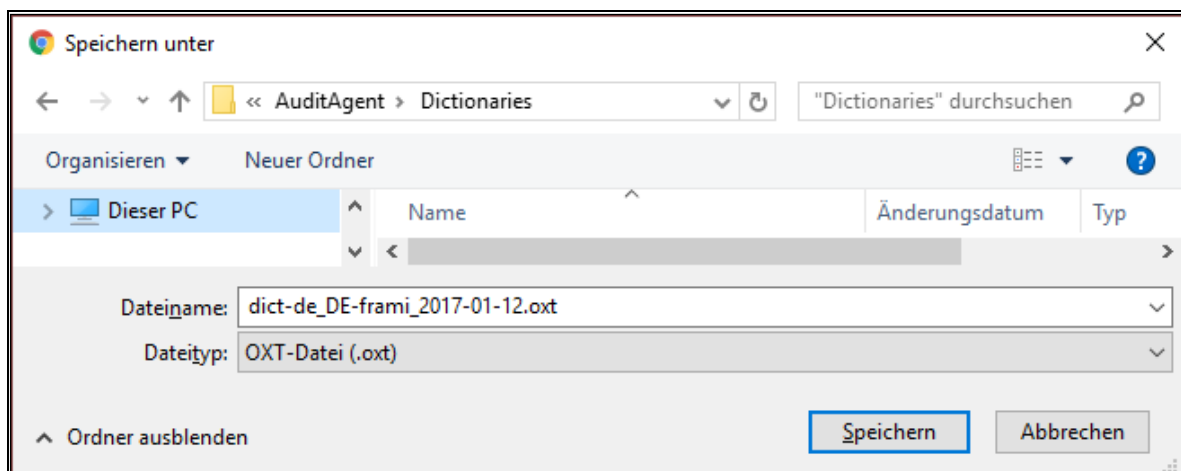 Speichern unter
« AuditAgent › Dictionaries "Dictionaries" durchsuchen
Organisieren Neuer Ordner ?
Dieser PC Name Änderungsdatum Typ
Dateiname: dict-de_DE-frami_2017-01-12.oxt
Dateityp: OXT-Datei (.oxt)
Ordner ausblenden Speichern Abbrechen